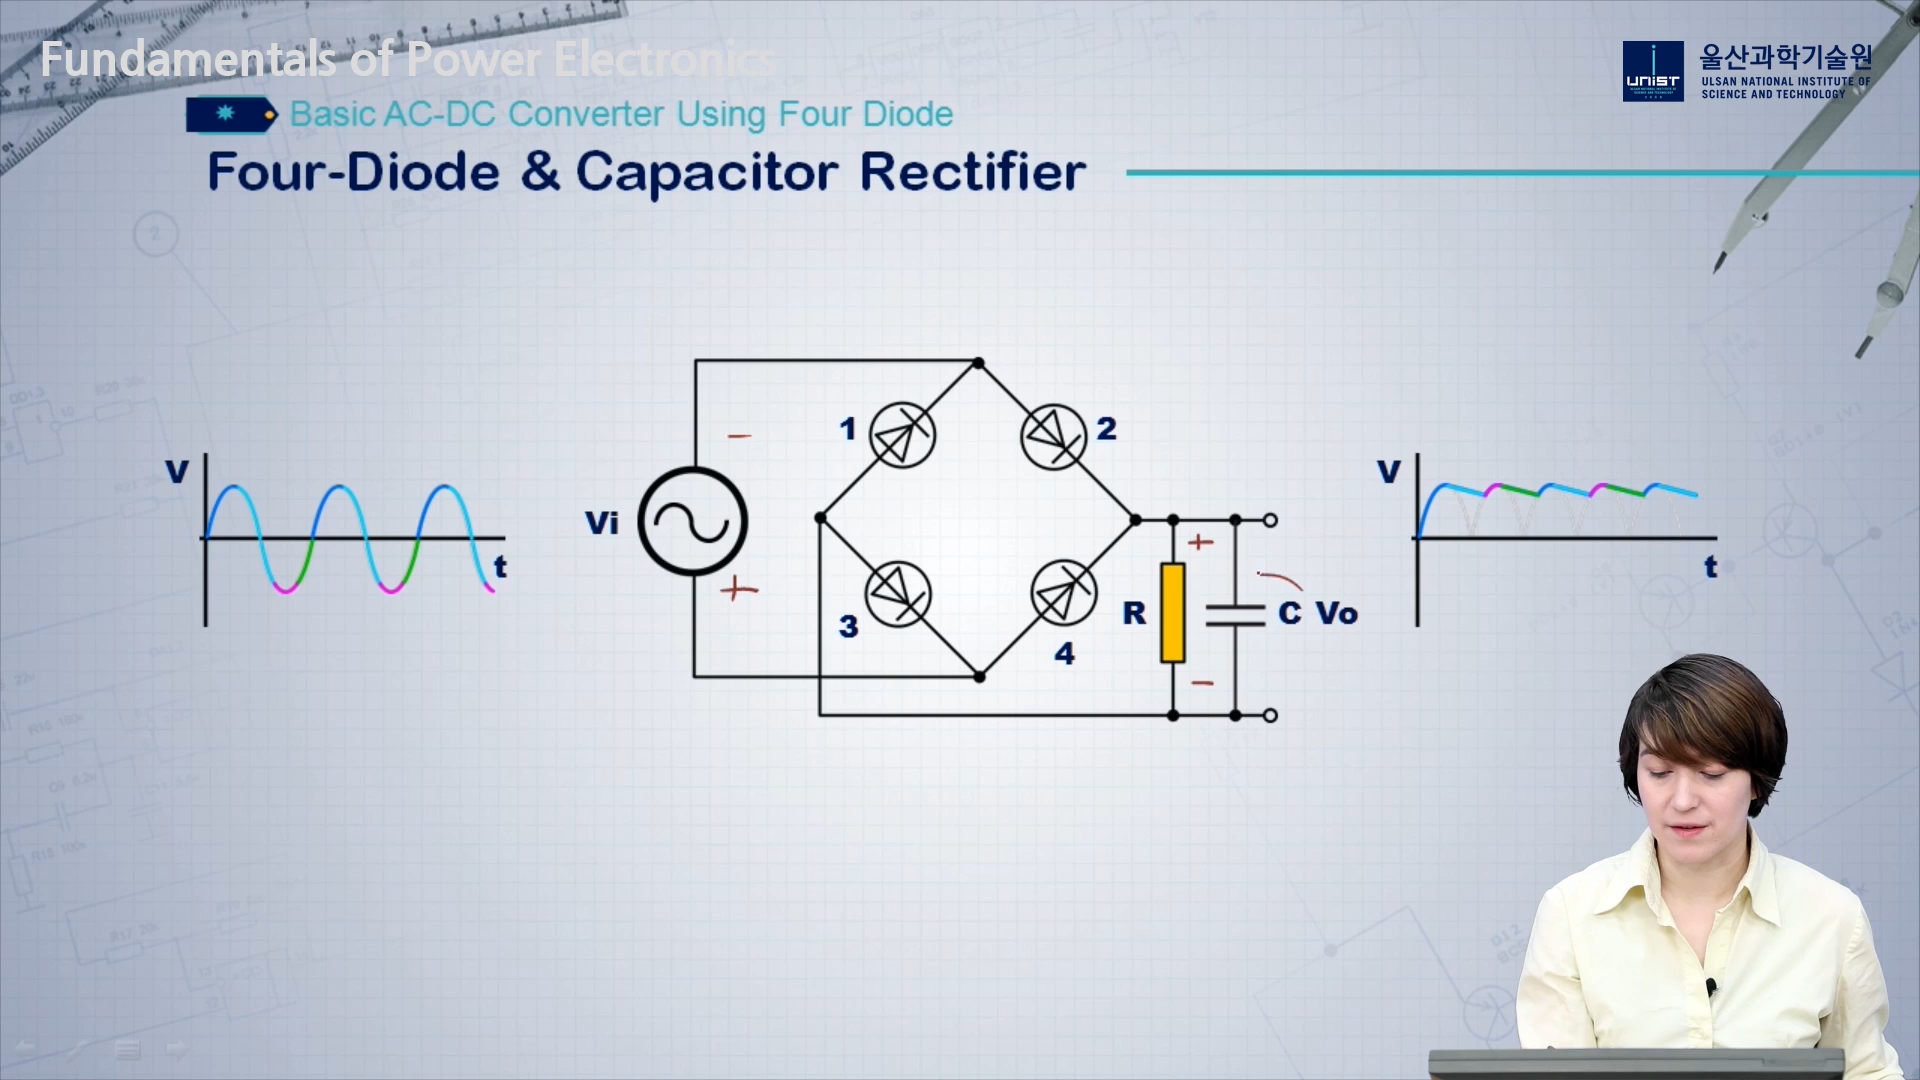 Fundamentals of Power Electronics
UNIST
울산과학기술원
ULSAN NATIONAL INSTITUTE OF
SCIENCE AND TECHNOLOGY
Basic AC-DC Converter Using Four Diode
Four-Diode & Capacitor Rectifier
V
t
Vi
−
+
1
2
3
4
R
+
−
C
Vo
V
t